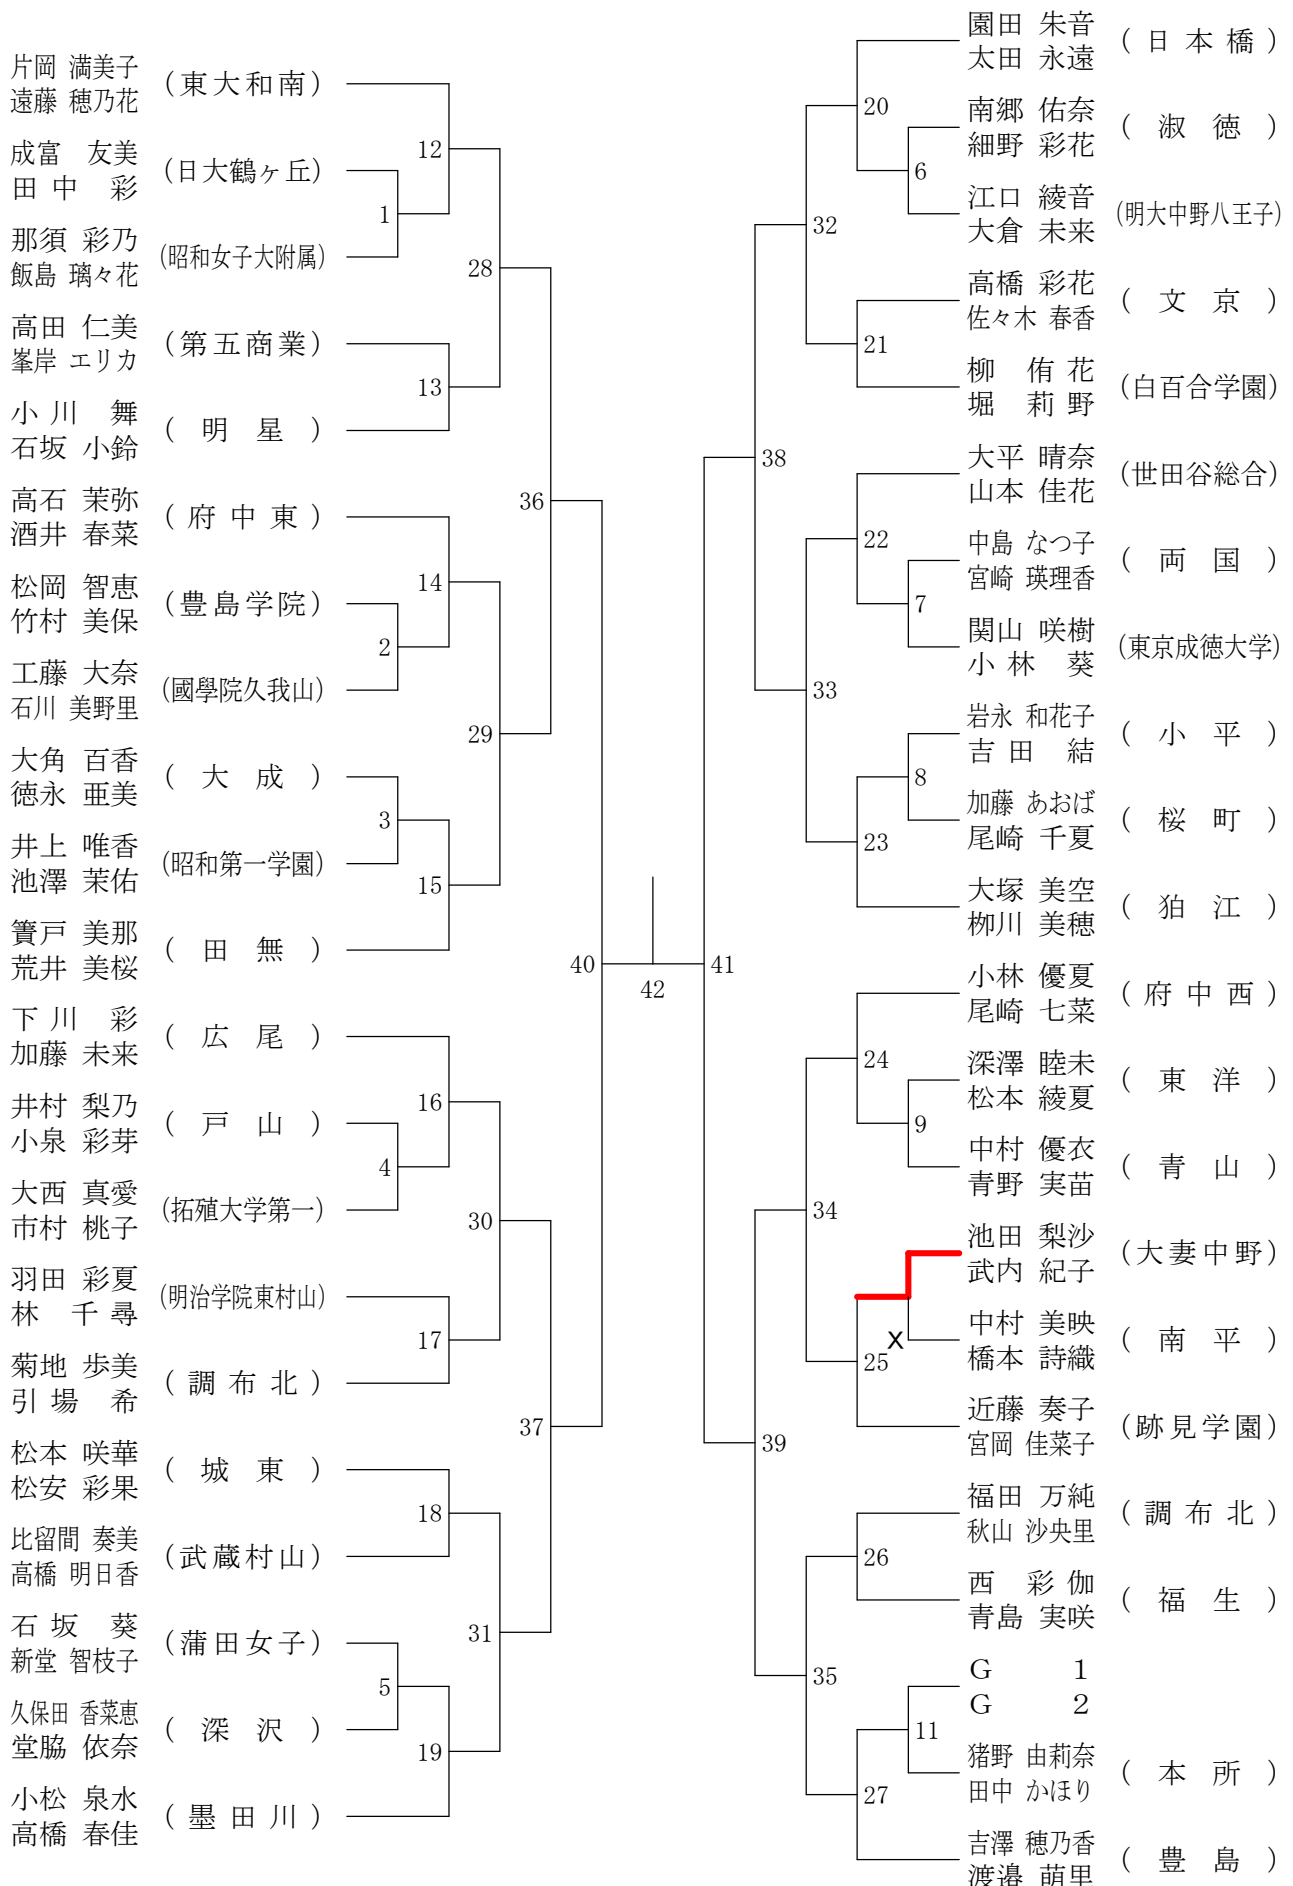 片岡 満美子
遠藤 穂乃花
(東大和南)
成富 友美
田中 彩
(日大鶴ヶ丘)
那須 彩乃
飯島 璃々花
(昭和女子大附属)
高田 仁美
峯岸 エリカ
(第五商業)
小川 舞
石坂 小鈴
(明星)
高石 茉弥
酒井 春菜
(府中東)
松岡 智恵
竹村 美保
(豊島学院)
工藤 大奈
石川 美野里
(國學院久我山)
大角 百香
徳永 亜美
(大成)
井上 唯香
池澤 茉佑
(昭和第一学園)
簀戸 美那
荒井 美桜
(田無)
下川 彩
加藤 未来
(広尾)
井村 梨乃
小泉 彩芽
(戸山)
大西 真愛
市村 桃子
(拓殖大学第一)
羽田 彩夏
林 千尋
(明治学院東村山)
菊地 歩美
引場 希
(調布北)
松本 咲華
松安 彩果
(城東)
比留間 奏美
高橋 明日香
(武蔵村山)
石坂 葵
新堂 智枝子
(蒲田女子)
久保田 香菜恵
堂脇 依奈
(深沢)
小松 泉水
高橋 春佳
(墨田川)
1
2
3
4
5
12
13
14
15
16
17
18
19
28
29
30
31
36
37
40
42
41
38
39
32
33
34
35
20
21
22
23
24
25
26
27
6
7
8
9
X
11
園田 朱音
太田 永遠
(日本橋)
南郷 佑奈
細野 彩花
(淑徳)
江口 綾音
大倉 未来
(明大中野八王子)
高橋 彩花
佐々木 春香
(文京)
柳 侑花
堀 莉野
(白百合学園)
大平 晴奈
山本 佳花
(世田谷総合)
中島 なつ子
宮崎 瑛理香
(両国)
関山 咲樹
小林 葵
(東京成徳大学)
岩永 和花子
吉田 結
(小平)
加藤 あおば
尾崎 千夏
(桜町)
大塚 美空
栁川 美穂
(狛江)
小林 優夏
尾崎 七菜
(府中西)
深澤 睦未
松本 綾夏
(東洋)
中村 優衣
青野 実苗
(青山)
池田 梨沙
武内 紀子
(大妻中野)
中村 美映
橋本 詩織
(南平)
近藤 奏子
宮岡 佳菜子
(跡見学園)
福田 万純
秋山 沙央里
(調布北)
西 彩伽
青島 実咲
(福生)
G 1
G 2
猪野 由莉奈
田中 かほり
(本所)
吉澤 穂乃香
渡邉 萌里
(豊島)